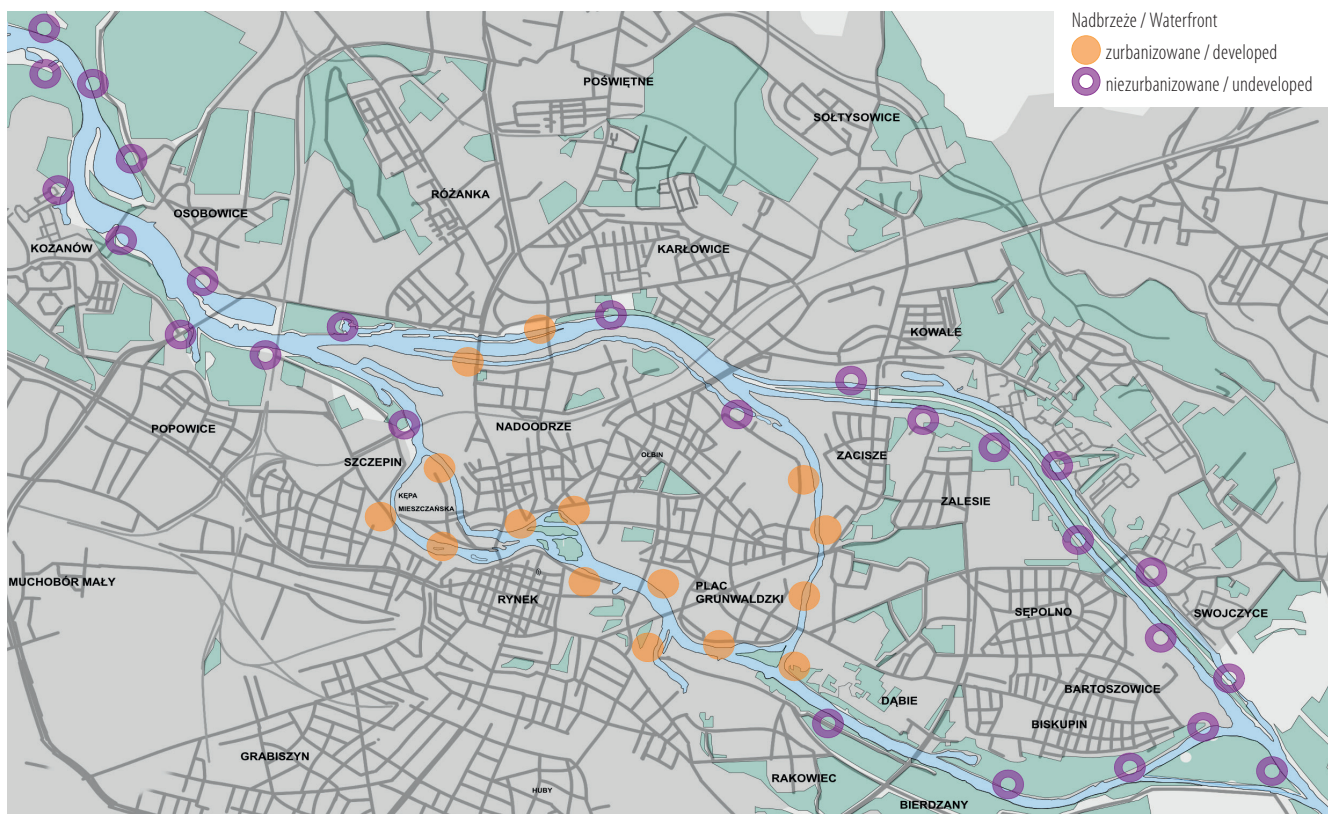 Nadbrzeże / Waterfront
zurbanizowane / developed
niezurbanizowane / undeveloped
POŚWIĘTNE
SOŁTYSOWICE
RÓŻANKA
OSOBOWICE
KOZANÓW
KARŁOWICE
KOWALE
POPOWICE
NADOODRZE
OŁBIN
ZACISZE
SZCZEPIN
ZALESIE
KĘPA
MIESZCZAŃSKA
MUCHOBÓR MAŁY
RYNEK
PLAC
GRUNWALDZKI
SĘPOLNO
SWOJCZYCE
BARTOSZOWICE
DĄBIE
BISKUPIN
GRABISZYN
RAKOWIEC
HUBY
BIERDZANY